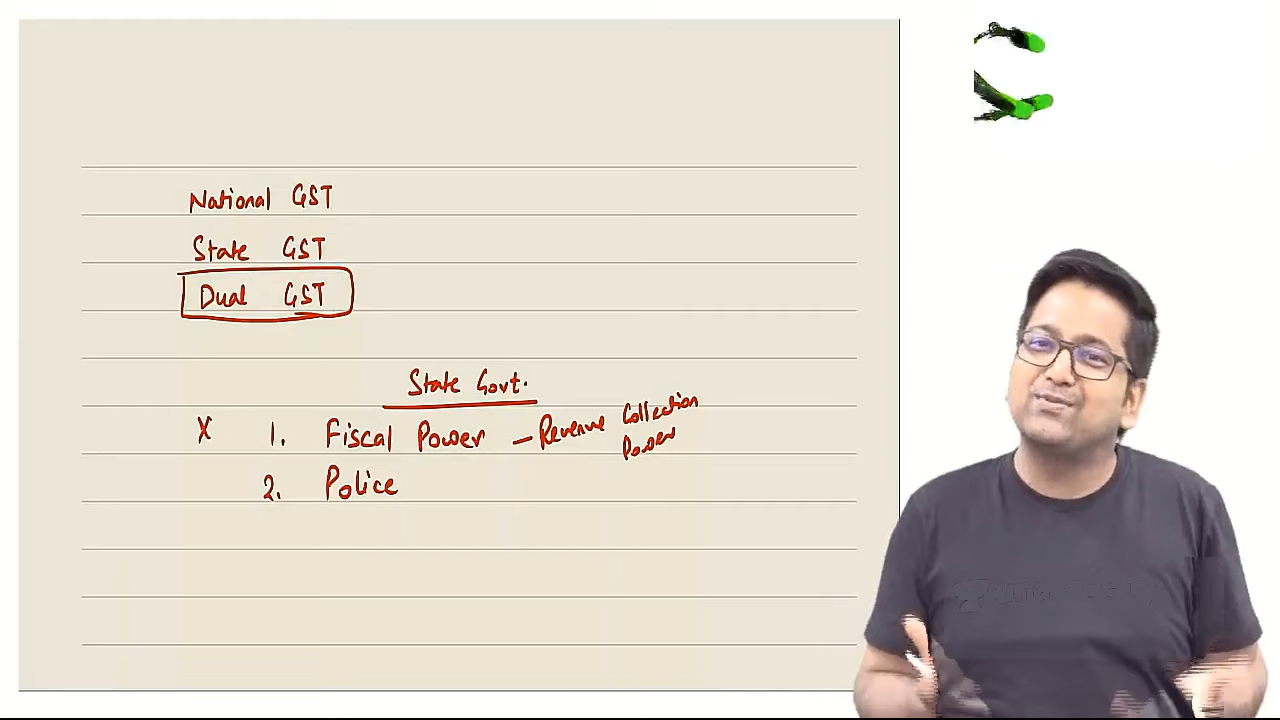 National GST
State GST
Dual GST
State Govt.
X 1. Fiscal Power – Revenue Collection Power
2. Police